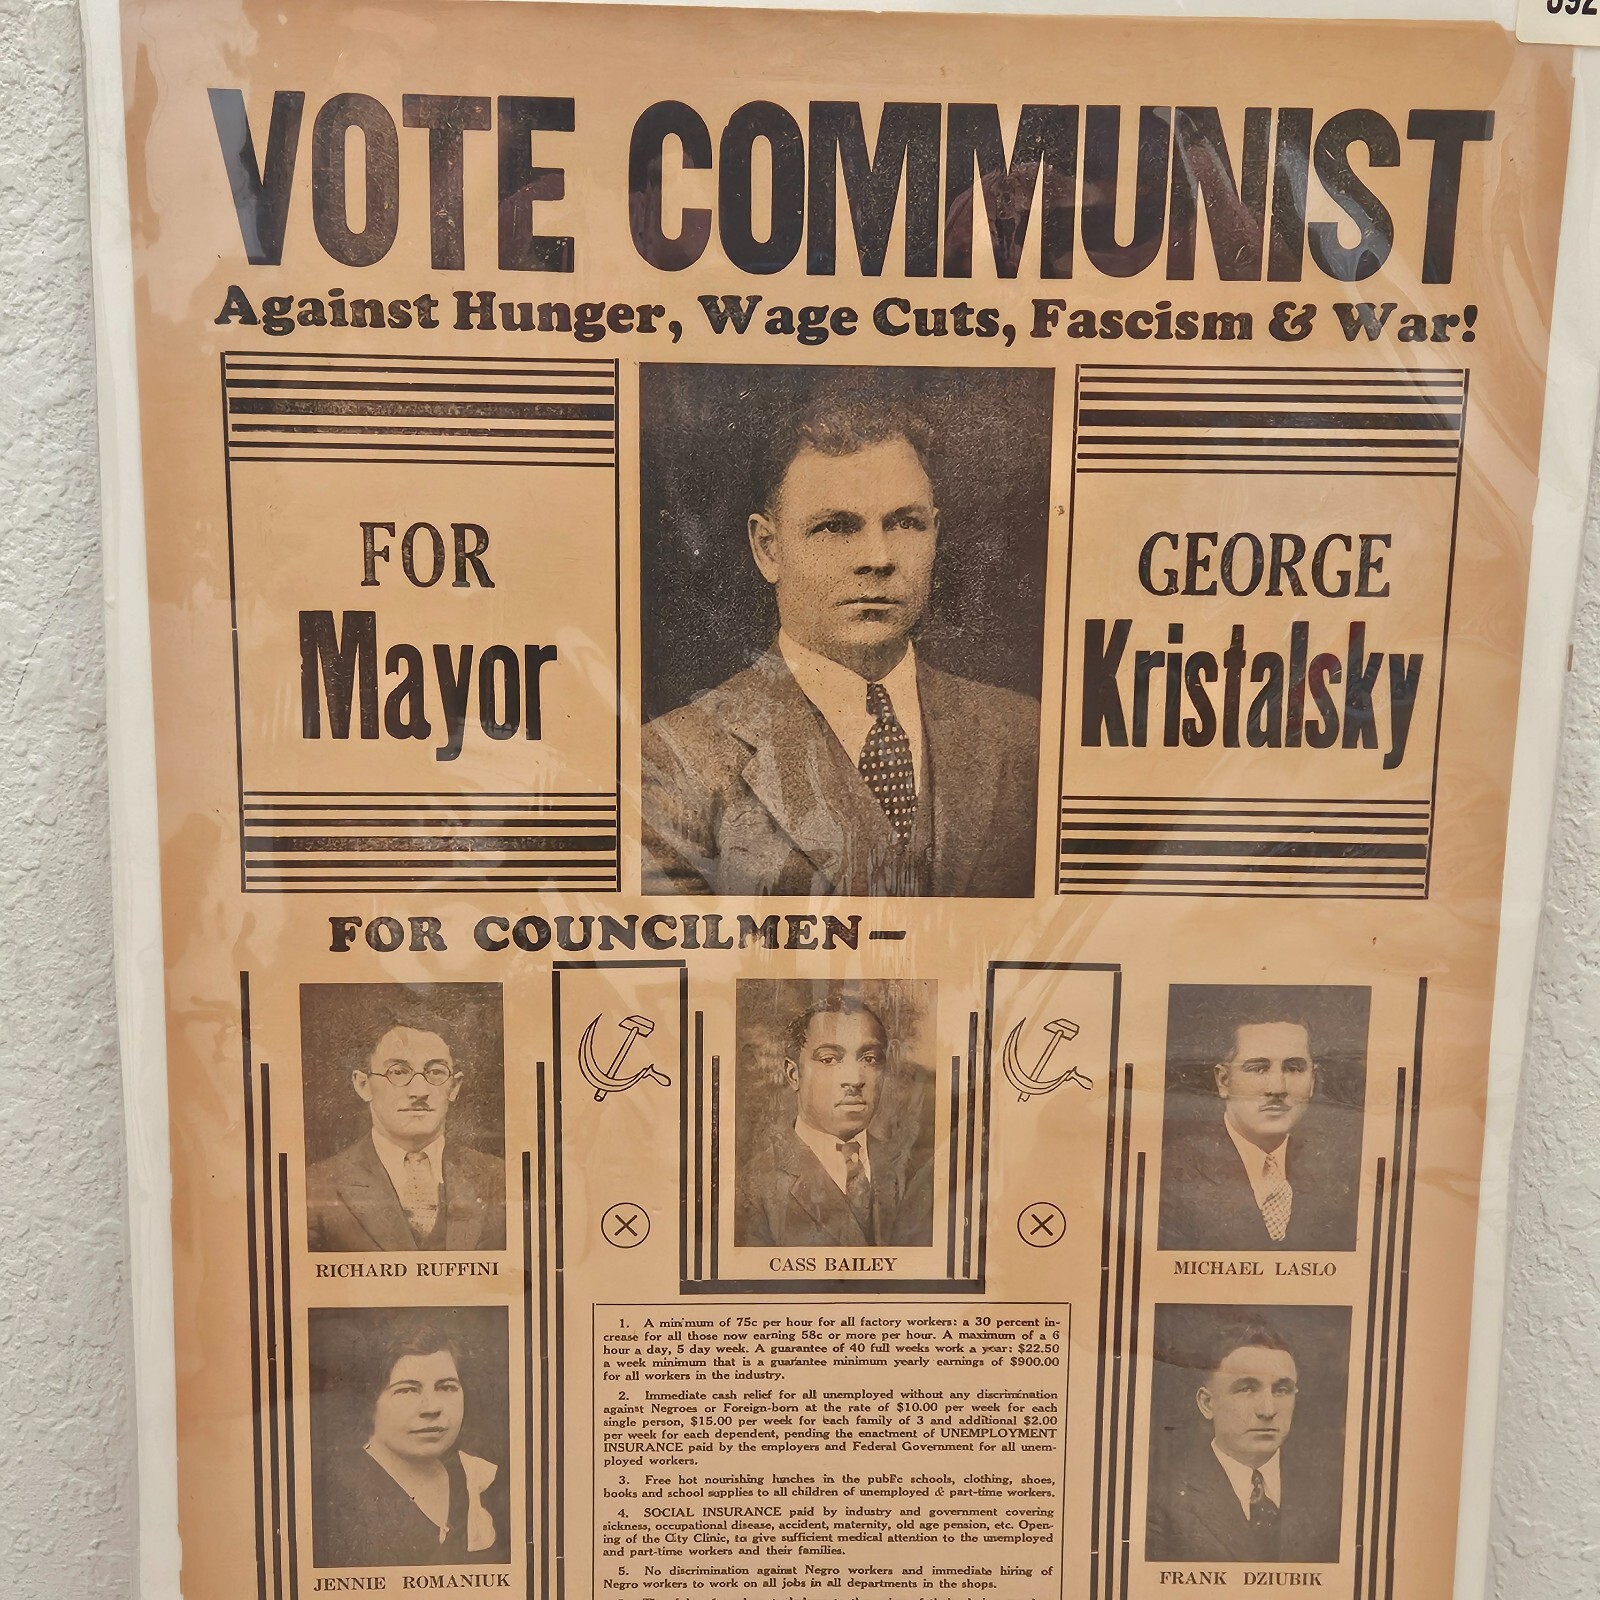 VOTE COMMUNIST
Against Hunger, Wage Cuts, Fascism & War!
FOR
Mayor
GEORGE
Kristalsky
FOR COUNCILMEN—
RICHARD RUFFINI
CASS BAILEY
MICHAEL LASLO
JENNIE ROMANIUK
FRANK DZIUBIK
1. A minimum of 75c per hour for all factory workers: a 30 percent in-
crease for all those now earning 58c or more per hour. A maximum of a 6
hour a day, 5 day week. A guarantee of 40 full weeks work a year: $22.50
a week minimum that is a guarantee minimum yearly earnings of $900.00
for all workers in the industry.
2. Immediate cash relief for all unemployed without any discrimination
against Negroes or Foreign-born at the rate of $10.00 per week for each
single person, $15.00 per week for each family of 3 and additional $2.00
per week for each dependent, pending the enactment of UNEMPLOYMENT
INSURANCE paid by the employers and Federal Government for all unem-
ployed workers.
3. Free hot nourishing lunches in the public schools, clothing, shoes,
books and school supplies to all children of unemployed & part-time workers.
4. SOCIAL INSURANCE paid by industry and government covering
sickness, occupational disease, accident, maternity, old age pension, etc. Open-
ing of the City Clinic, to give sufficient medical attention to the unemployed
and part-time workers and their families.
5. No discrimination against Negro workers and immediate hiring of
Negro workers to work on all jobs in all departments in the shops.